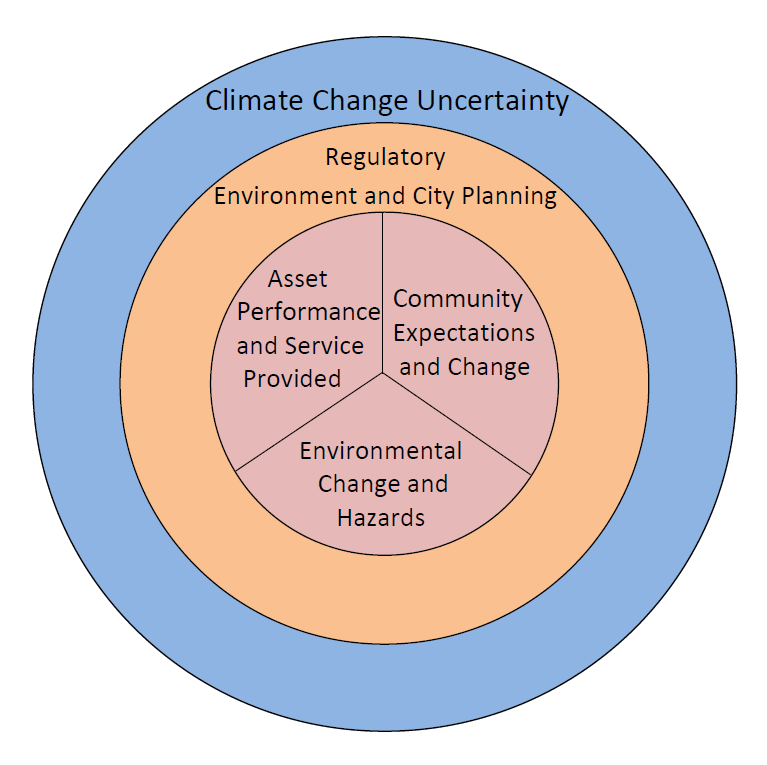 Climate Change Uncertainty
Regulatory
Environment and City Planning
Asset
Performance
and Service
Provided
Community
Expectations
and Change
Environmental
Change and
Hazards